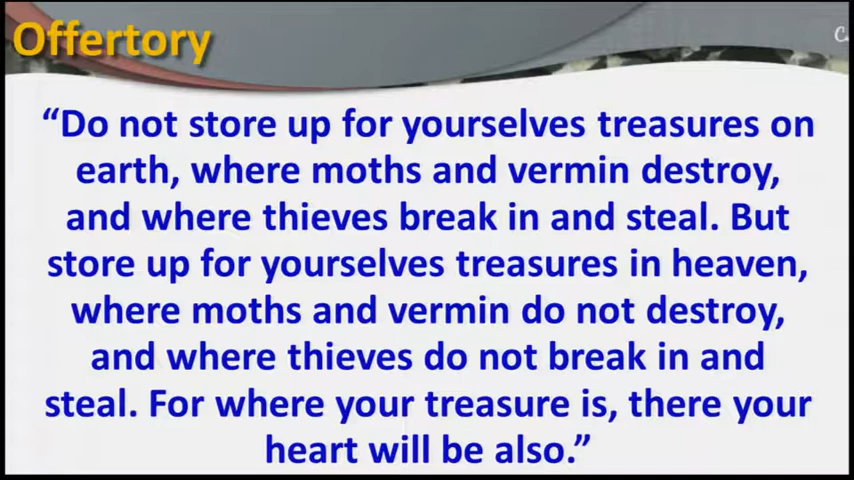 Offertory
“Do not store up for yourselves treasures on
earth, where moths and vermin destroy,
and where thieves break in and steal. But
store up for yourselves treasures in heaven,
where moths and vermin do not destroy,
and where thieves do not break in and
steal. For where your treasure is, there your
heart will be also.”